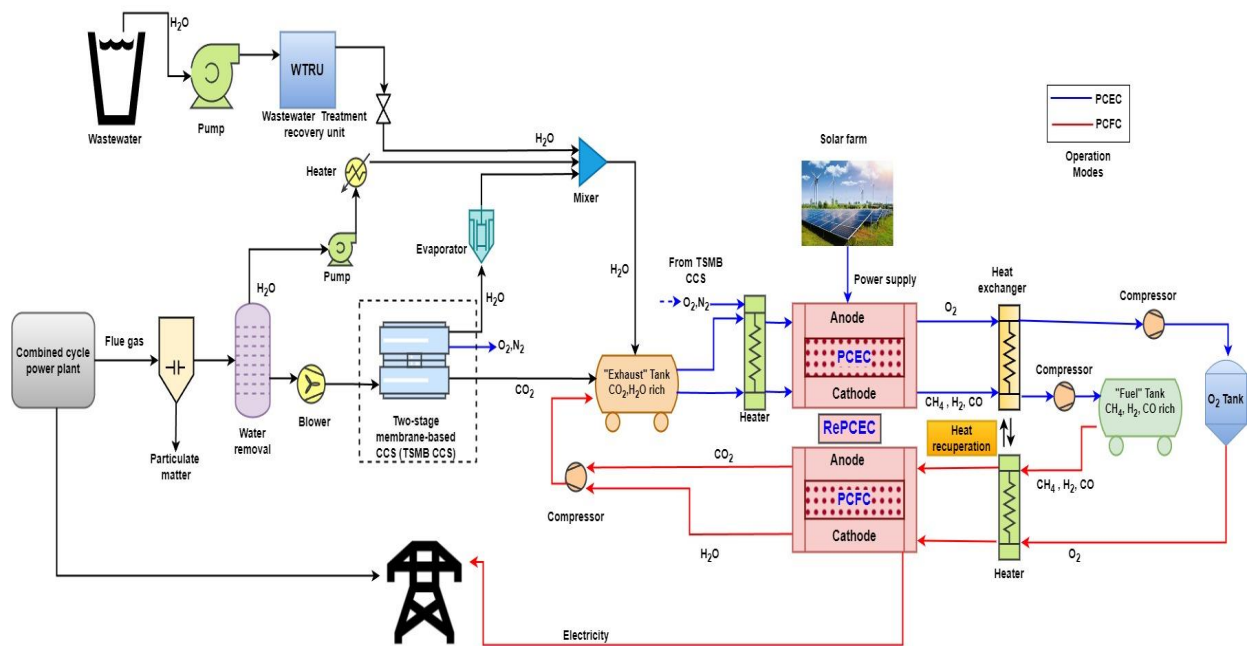 H2O
WTRU
Wastewater
Pump
Wastewater Treatment
recovery unit
Heater
H2O
Mixer
Solar farm
PCEC
PCFC
Operation
Modes
Evaporator
Pump
H2O
H2O
H2O
From TSMB
CCS
O2,N2
Power supply
Heat
exchanger
Compressor
Combined cycle
power plant
Flue gas
Particulate
matter
Water
removal
Blower
O2,N2
CO2
Two-stage
membrane-based
CCS (TSMB CCS)
"Exhaust" Tank
CO2,H2O rich
Heater
Anode
PCEC
Cathode
O2
CH4 , H2, CO
Compressor
"Fuel" Tank
CH4, H2, CO rich
O2 Tank
RePCEC
Heat
recuperation
Compressor
CO2
H2O
Anode
PCFC
Cathode
CH4 , H2, CO
O2
Heater
Electricity